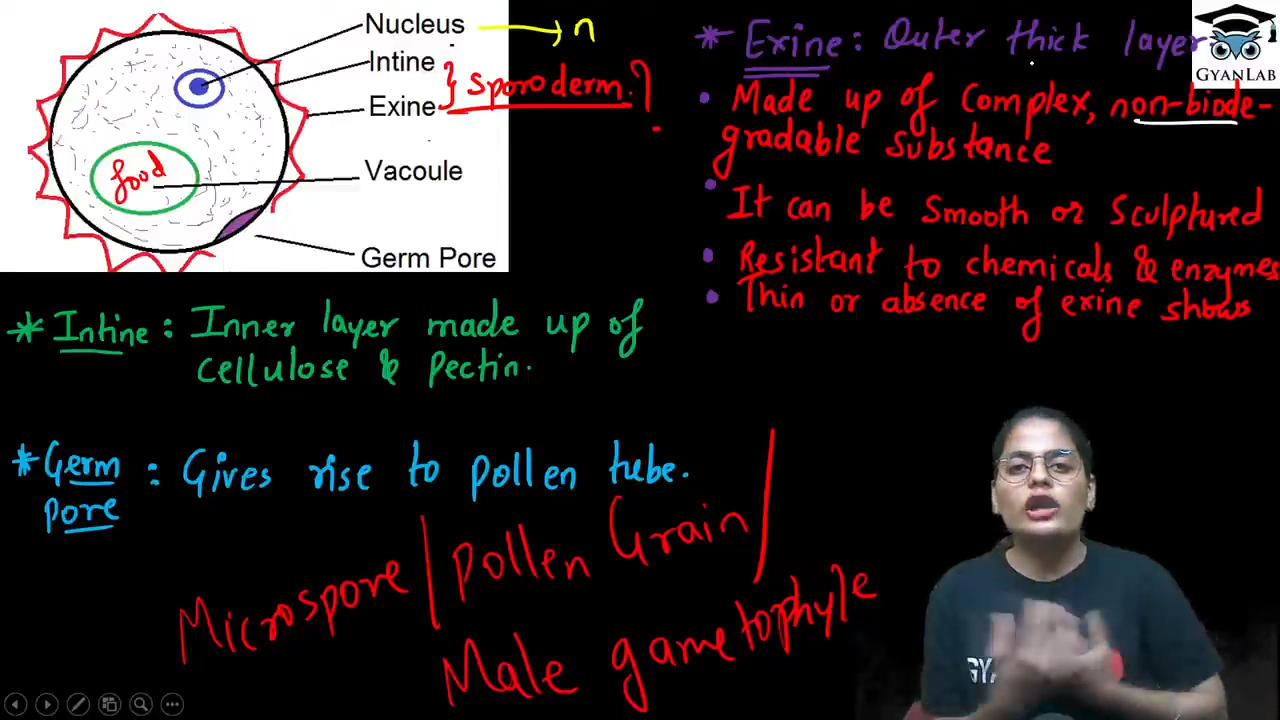 Nucleus → n
Intine
Exine } Sporoderm.?
food
Vacoule
Germ Pore
* Intine : Inner layer made up of
cellulose & Pectin.
* Germ pore : Gives rise to pollen tube.
Microspore / Pollen Grain /
Male gametophyle
* Exine : Outer thick layer
• Made up of Complex, non-biode-
gradable substance
• It can be smooth or sculptured
• Resistant to chemicals & enzymes
• Thin or absence of exine shows
GYANLAB
GYA